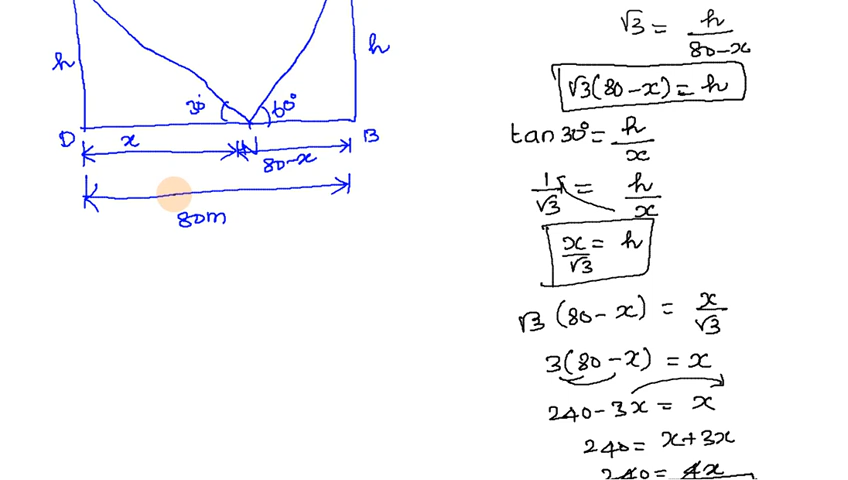 h
h
30°
60°
D
x
80-x
B
80m
√3 = h/80-x
√3(80-x) = h
tan 30° = h/x
1/√3 = h/x
x/√3 = h
√3 (80-x) = x/√3
3(80-x) = x
240-3x = x
240 = x+3x
240 = 4x